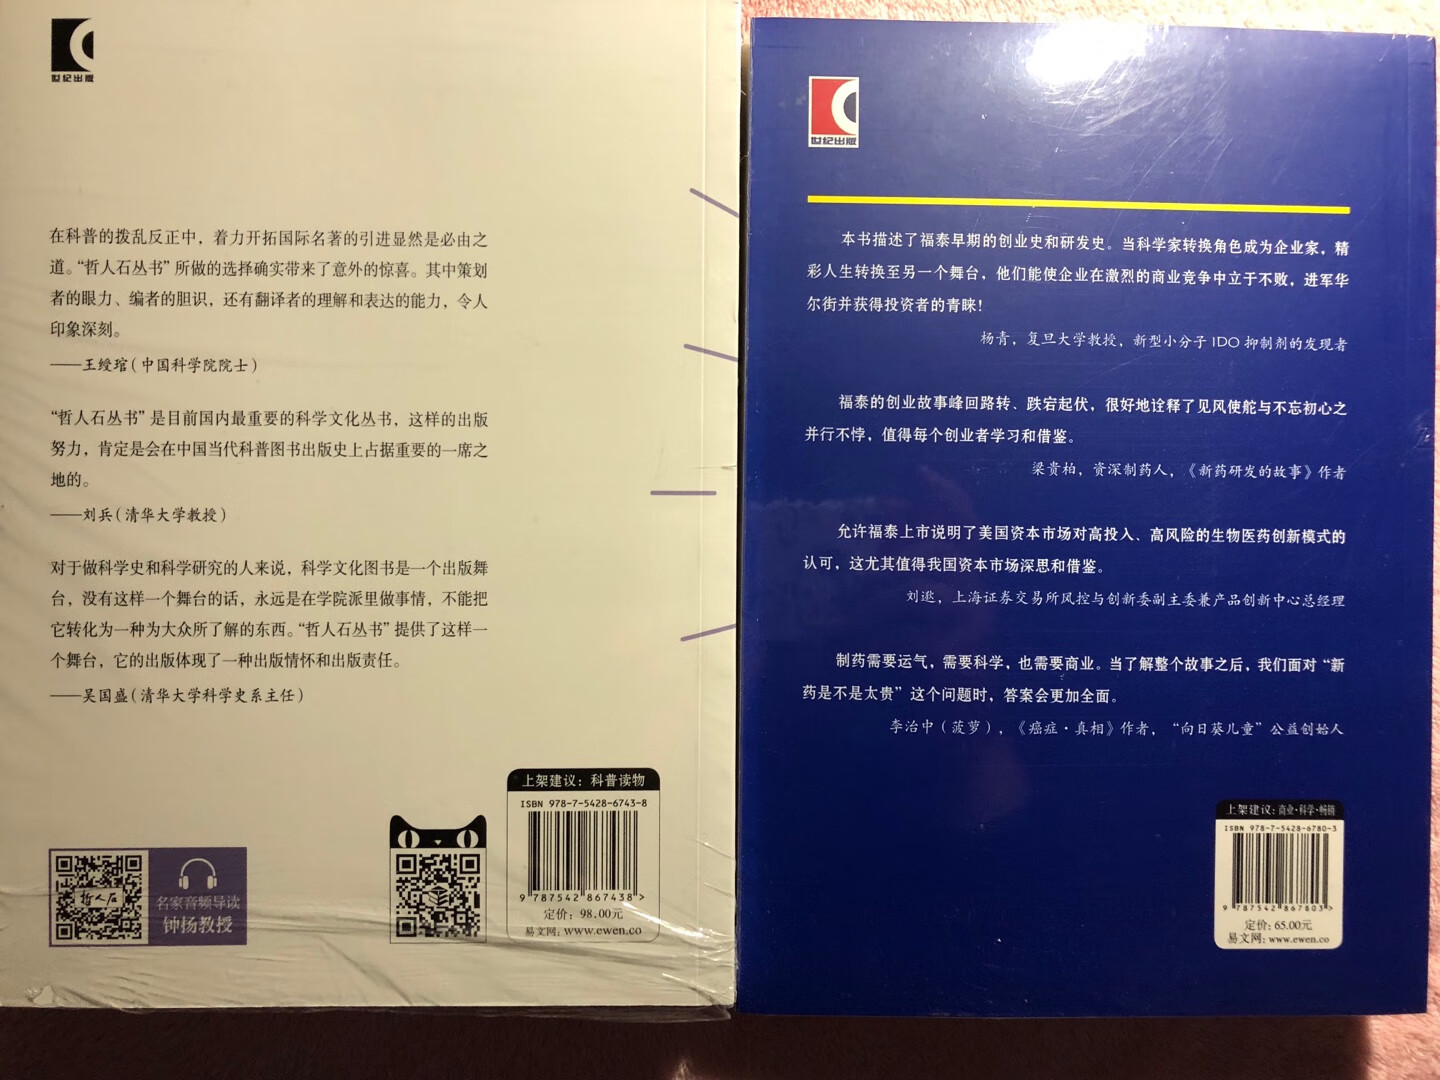 世纪出版
在科普的拨乱反正中，着力开拓国际名著的引进显然是必由之
道。“哲人石丛书”所做的选择确实带来了意外的惊喜。其中策划
者的眼力、编者的胆识，还有翻译者的理解和表达的能力，令人
印象深刻。
——王绶琯（中国科学院院士）
“哲人石丛书”是目前国内最重要的科学文化丛书，这样的出版
努力，肯定是会在中国当代科普图书出版史上占据重要的一席之
地的。
——刘兵（清华大学教授）
对于做科学史和科学研究的人来说，科学文化图书是一个出版舞
台，没有这样一个舞台的话，永远是在学院派里做事情，不能把
它转化为一种为大众所了解的东西。“哲人石丛书”提供了这样一
个舞台，它的出版体现了一种出版情怀和出版责任。
——吴国盛（清华大学科学史系主任）
哲人石
名家音频导读
钟扬教授
上架建议：科普读物
ISBN 978-7-5428-6743-8
9 787542 867438 >
定价：98.00元
易文网：www.ewen.co
世纪出版
本书描述了福泰早期的创业史和研发史。当科学家转换角色成为企业家，精
彩人生转换至另一个舞台，他们能使企业在激烈的商业竞争中立于不败，进军华
尔街并获得投资者的青睐！
杨青，复旦大学教授，新型小分子IDO抑制剂的发现者
福泰的创业故事峰回路转、跌宕起伏，很好地诠释了见风使舵与不忘初心之
并行不悖，值得每个创业者学习和借鉴。
梁贵柏，资深制药人，《新药研发的故事》作者
允许福泰上市说明了美国资本市场对高投入、高风险的生物医药创新模式的
认可，这尤其值得我国资本市场深思和借鉴。
刘逖，上海证券交易所风控与创新委副主委兼产品创新中心总经理
制药需要运气，需要科学，也需要商业。当了解整个故事之后，我们面对“新
药是不是太贵”这个问题时，答案会更加全面。
李治中（菠萝），《癌症·真相》作者，“向日葵儿童”公益创始人
上架建议：商业·科学·畅销
ISBN 978-7-5428-6780-3
9 787542 867803 >
定价：65.00元
易文网：www.ewen.co